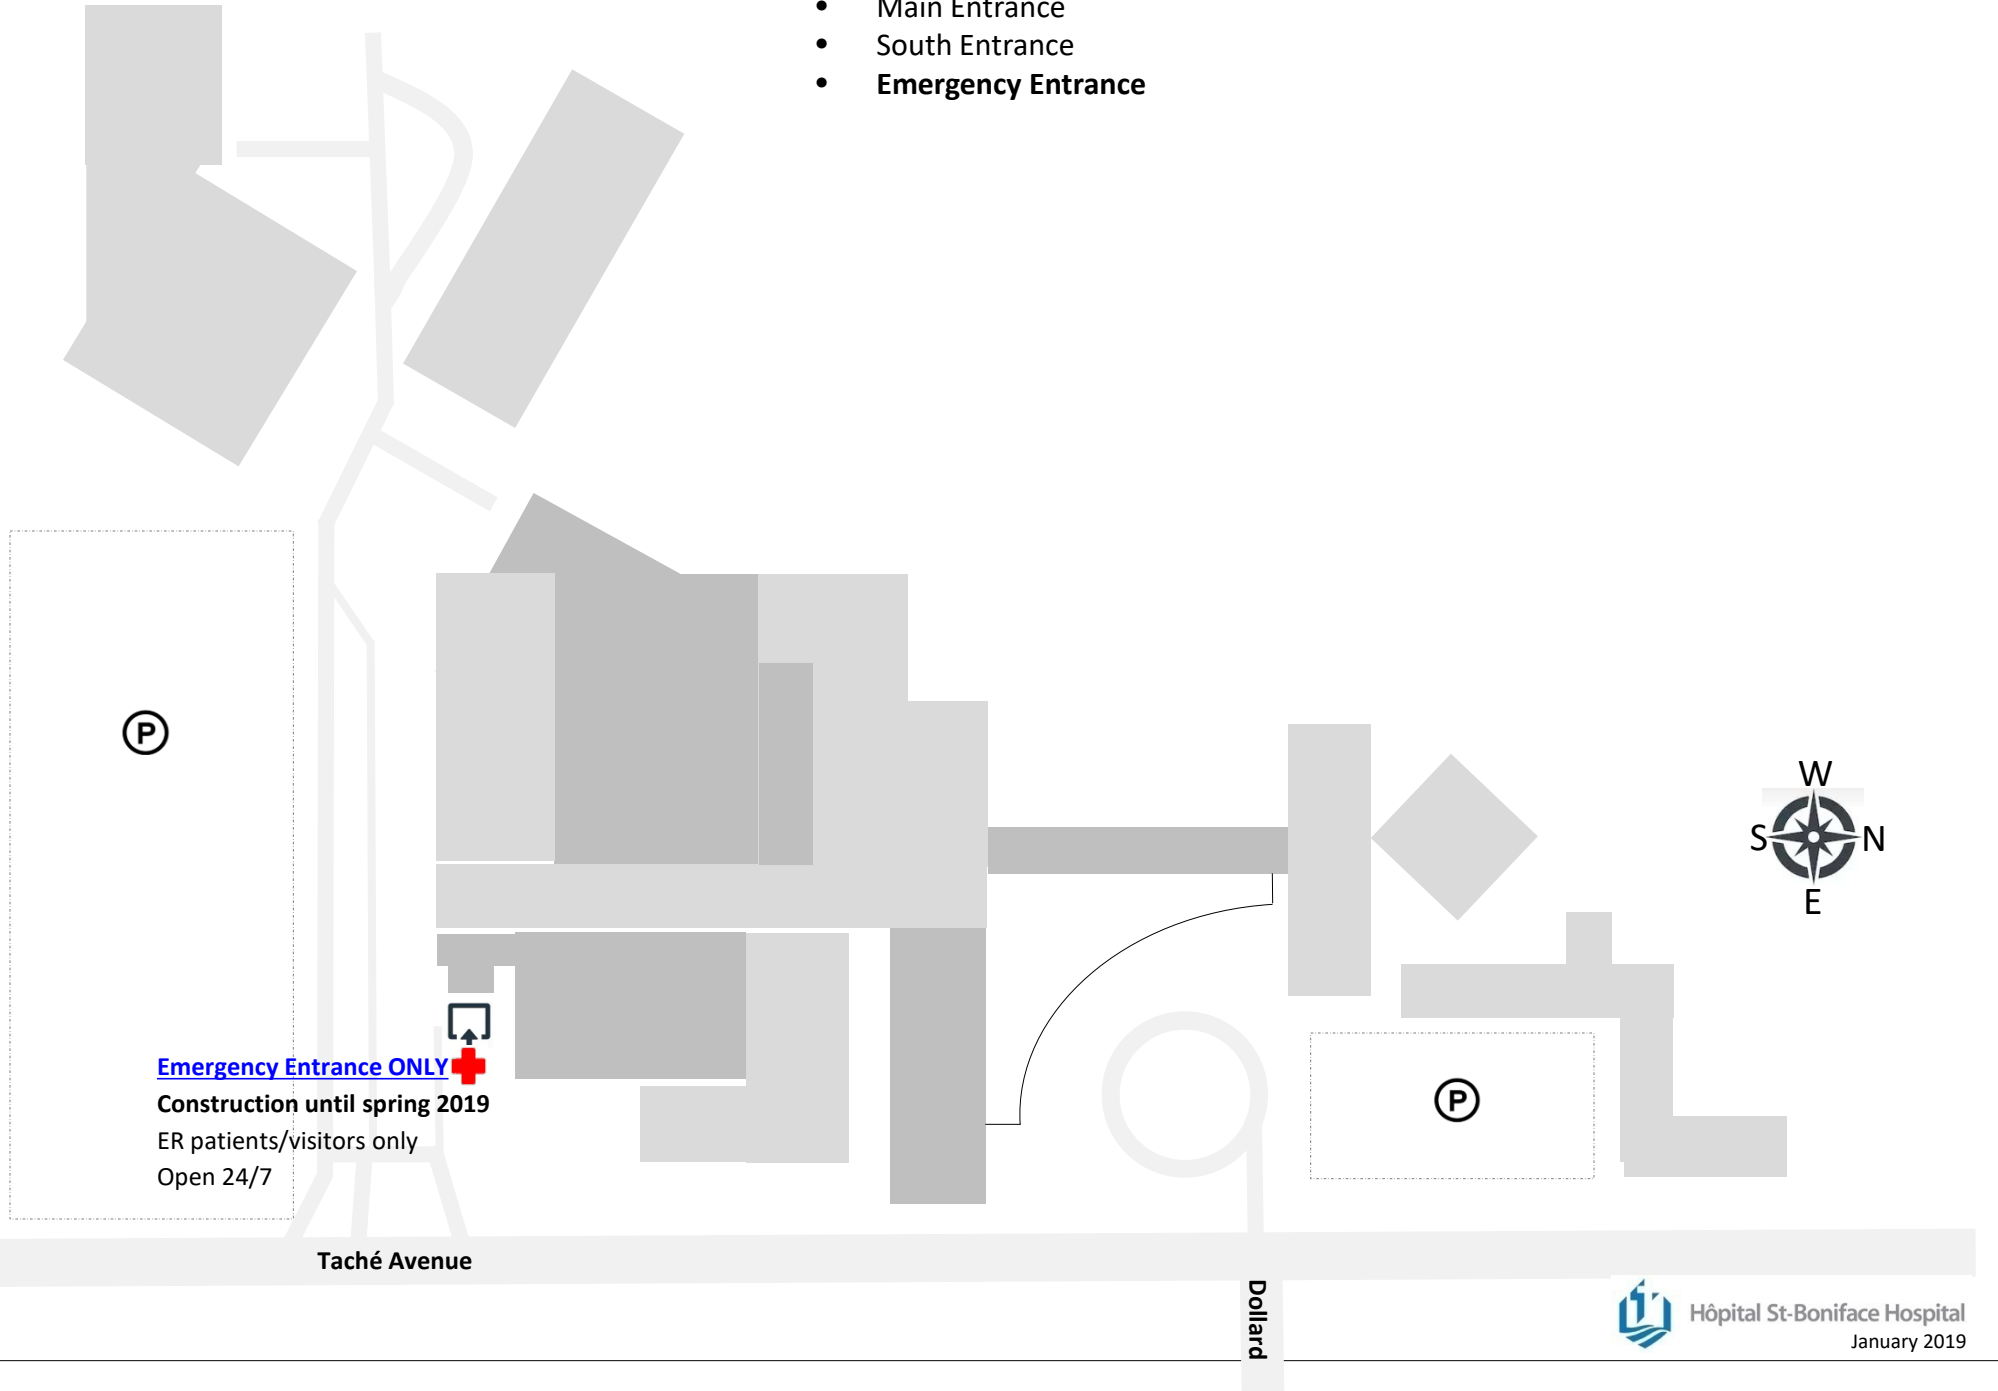 • Main Entrance
• South Entrance
• Emergency Entrance
P
W
S N
E
Emergency Entrance ONLY
Construction until spring 2019
ER patients/visitors only
Open 24/7
P
Taché Avenue
Dollard
Hôpital St-Boniface Hospital
January 2019